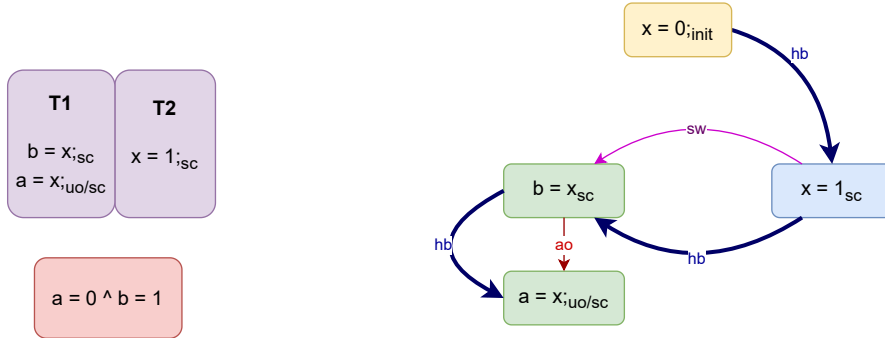 T1
b = x;sc
a = x;uo/sc
T2
x = 1;sc
a = 0 ^ b = 1
x = 0;init
hb
sw
b = xsc
x = 1sc
hb
ao
hb
a = x;uo/sc